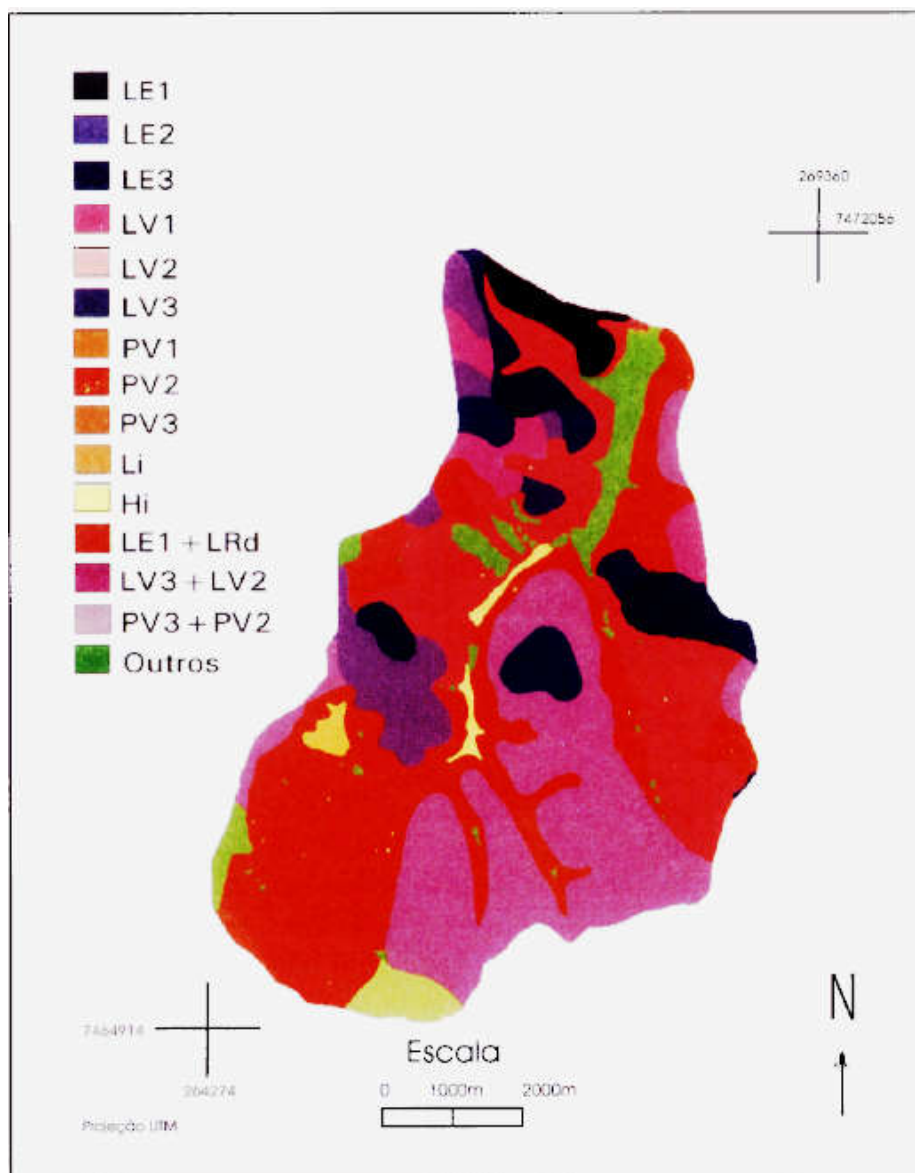 LE1
LE2
LE3
LV1
LV2
LV3
PV1
PV2
PV3
Li
Hi
LE1 + LRd
LV3 + LV2
PV3 + PV2
Outros
269360
7472056
7464914
264274
Projeção UTM
Escala
0 1000m 2000m
N